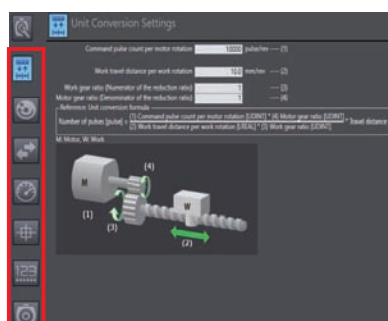 Unit Conversion Settings
Command pulse count per motor rotation 10000 pulse/rev ---- (1)
Work travel distance per work rotation 10.0 mm/rev ---- (2)
Work gear ratio (Numerator of the reduction ratio) 1 ---- (3)
Motor gear ratio (Denominator of the reduction ratio) 1 ---- (4)
Reference: Unit conversion formula
(1) Command pulse count per motor rotation [UDINT] * (4) Motor gear ratio [UDINT]
Number of pulses [pulse] = * Travel distance
(2) Work travel distance per work rotation [LREAL] * (3) Work gear ratio [UDINT]
M: Motor, W: Work
(4)
M
W
(1)
(3)
(2)
123